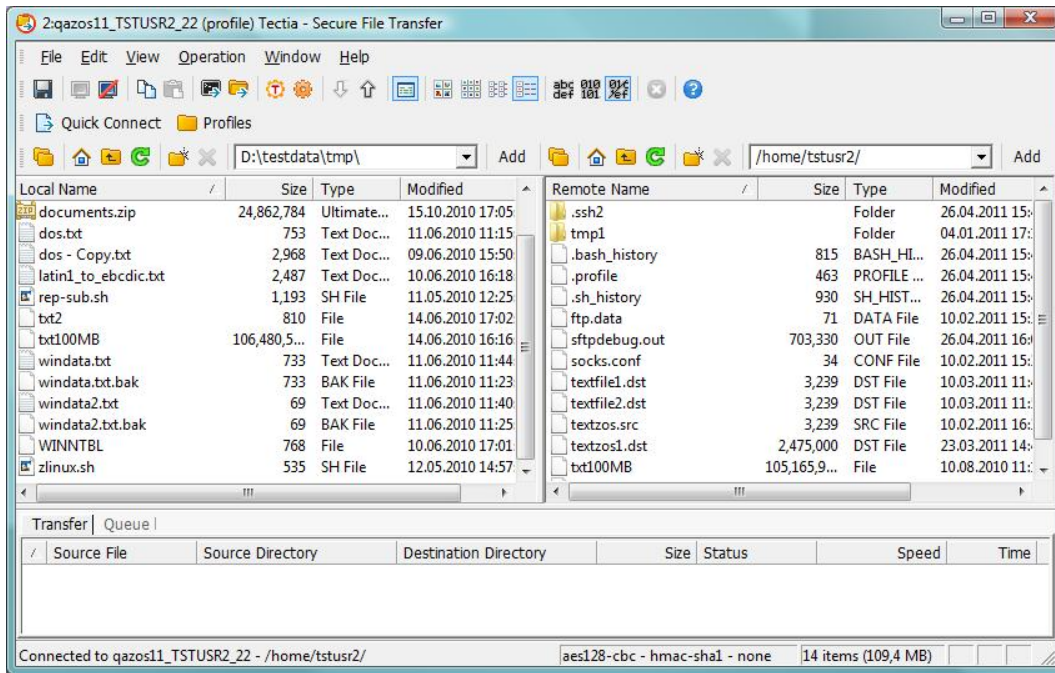 2:qazos11_TSTUSR2_22 (profile) Tectia - Secure File Transfer
File Edit View Operation Window Help
abc def 010 101
Quick Connect Profiles
D:\testdata\tmp\ Add /home/tstusr2/ Add
Local Name / Size Type Modified
documents.zip 24,862,784 Ultimate... 15.10.2010 17:05
dos.txt 753 Text Doc... 11.06.2010 11:15
dos - Copy.txt 2,968 Text Doc... 09.06.2010 15:50
latin1_to_ebcdic.txt 2,487 Text Doc... 10.06.2010 16:18
rep-sub.sh 1,193 SH File 11.05.2010 12:25
txt2 810 File 14.06.2010 17:02
txt100MB 106,480,5... File 14.06.2010 16:16
windata.txt 733 Text Doc... 11.06.2010 11:44
windata.txt.bak 733 BAK File 11.06.2010 11:23
windata2.txt 69 Text Doc... 11.06.2010 11:40
windata2.txt.bak 69 BAK File 11.06.2010 11:25
WINNTBL 768 File 10.06.2010 17:01
zlinux.sh 535 SH File 12.05.2010 14:57
Remote Name / Size Type Modified
.ssh2 Folder 26.04.2011 15:
tmp1 Folder 04.01.2011 17:
.bash_history 815 BASH_HI... 26.04.2011 15:
.profile 463 PROFILE ... 26.04.2011 15:
.sh_history 930 SH_HIST... 26.04.2011 15:
ftp.data 71 DATA File 10.02.2011 15:
sftpdebug.out 703,330 OUT File 26.04.2011 16:
socks.conf 34 CONF File 10.02.2011 15:
textfile1.dst 3,239 DST File 10.03.2011 11:
textfile2.dst 3,239 DST File 10.03.2011 11:
textzos.src 3,239 SRC File 10.02.2011 16:
textzos1.dst 2,475,000 DST File 23.03.2011 14:
txt100MB 105,165,9... File 10.08.2010 11:
Transfer Queue
/ Source File Source Directory Destination Directory Size Status Speed Time
Connected to qazos11_TSTUSR2_22 - /home/tstusr2/ aes128-cbc - hmac-sha1 - none 14 items (109,4 MB)